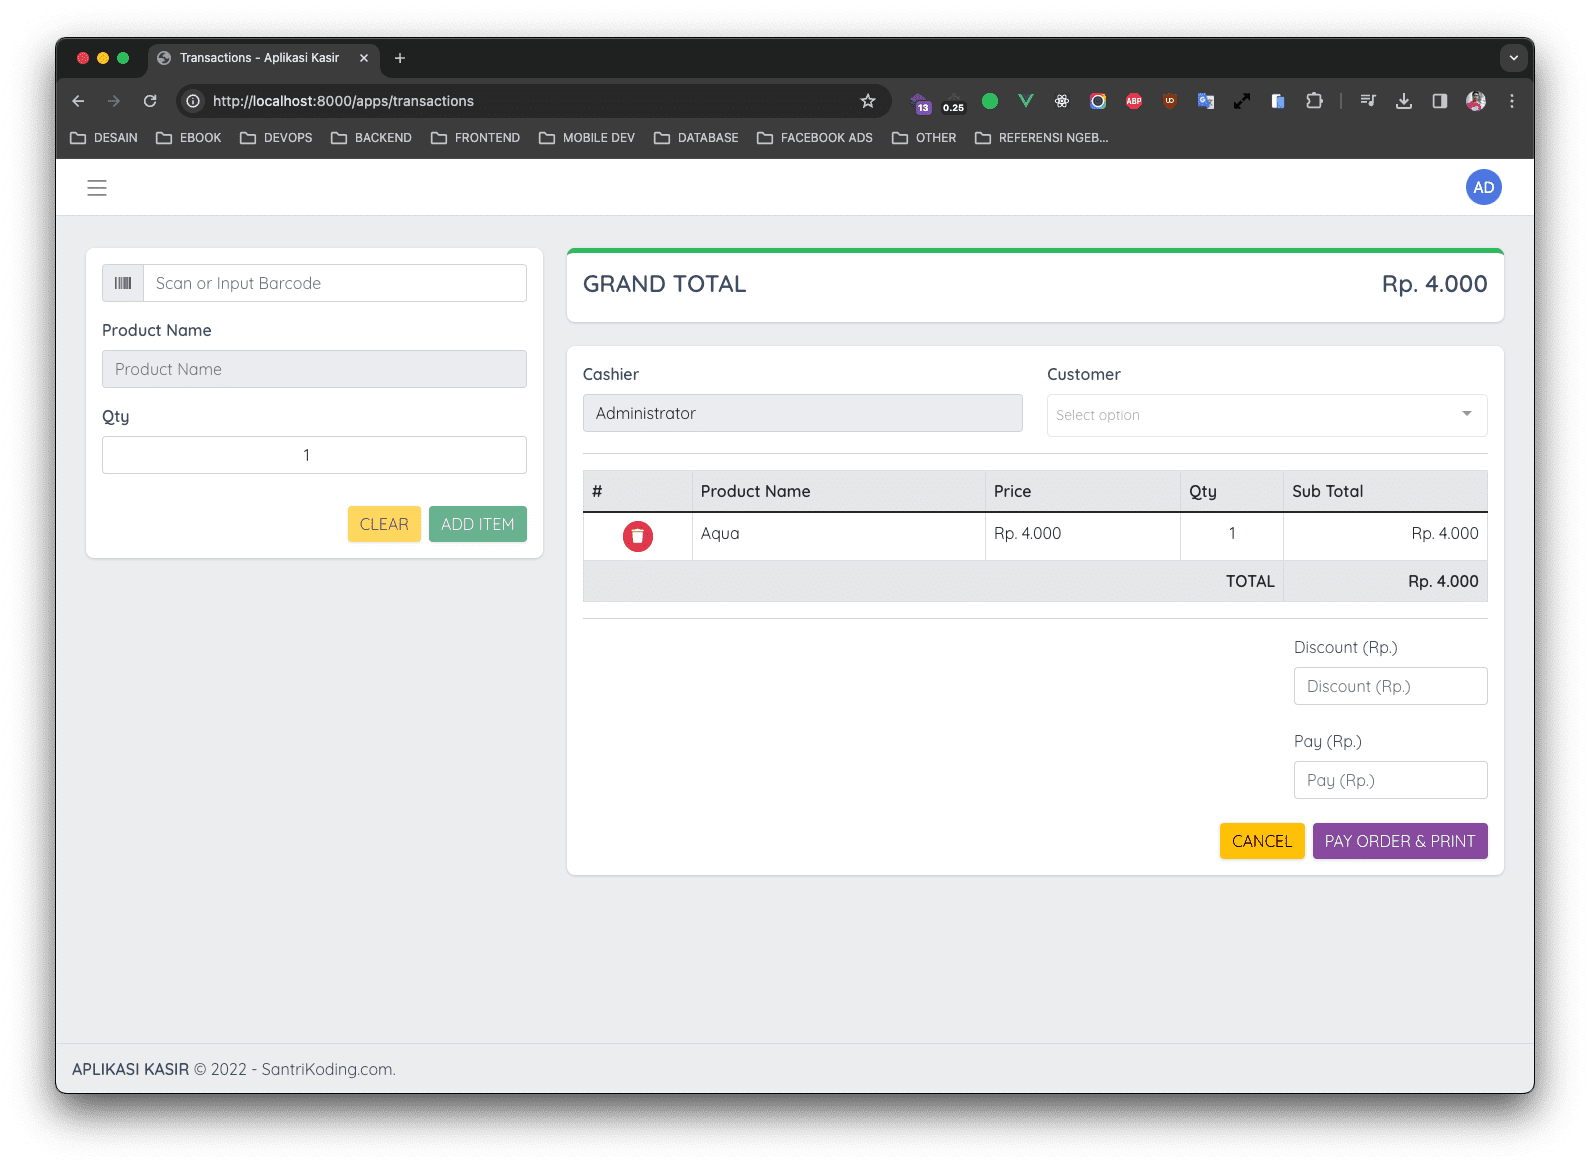 Transactions - Aplikasi Kasir
http://localhost:8000/apps/transactions
13
0.25
ABP
DESAIN EBOOK DEVOPS BACKEND FRONTEND MOBILE DEV DATABASE FACEBOOK ADS OTHER REFERENSI NGEB...
AD
Scan or Input Barcode
Product Name
Product Name
Qty
1
CLEAR ADD ITEM
GRAND TOTAL Rp. 4.000
Cashier Customer
Administrator Select option
# Product Name Price Qty Sub Total
Aqua Rp. 4.000 1 Rp. 4.000
TOTAL Rp. 4.000
Discount (Rp.)
Discount (Rp.)
Pay (Rp.)
Pay (Rp.)
CANCEL PAY ORDER & PRINT
APLIKASI KASIR © 2022 - SantriKoding.com.